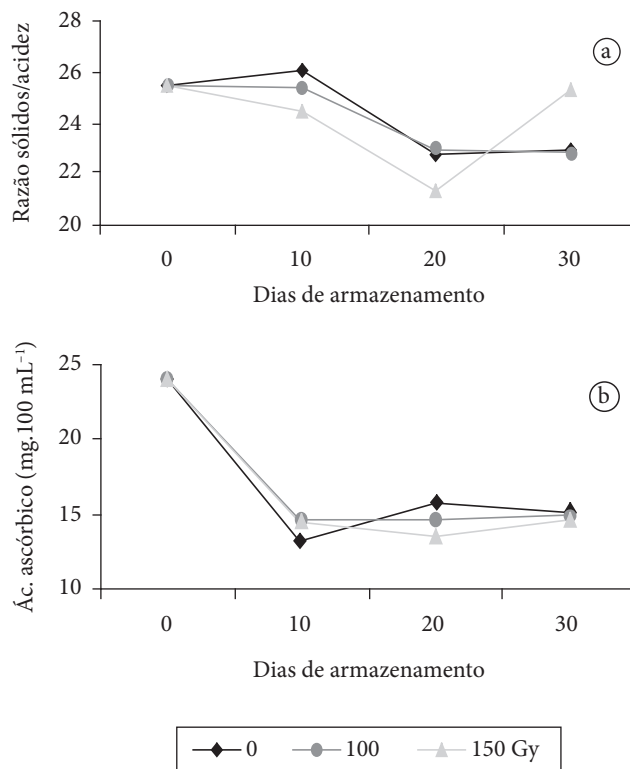 28
26
24
22
20
Razão sólidos/acidez
a
0 10 20 30
Dias de armazenamento
25
20
15
10
Ác. ascórbico (mg.100 mL⁻¹)
b
0 10 20 30
Dias de armazenamento
0 100 150 Gy